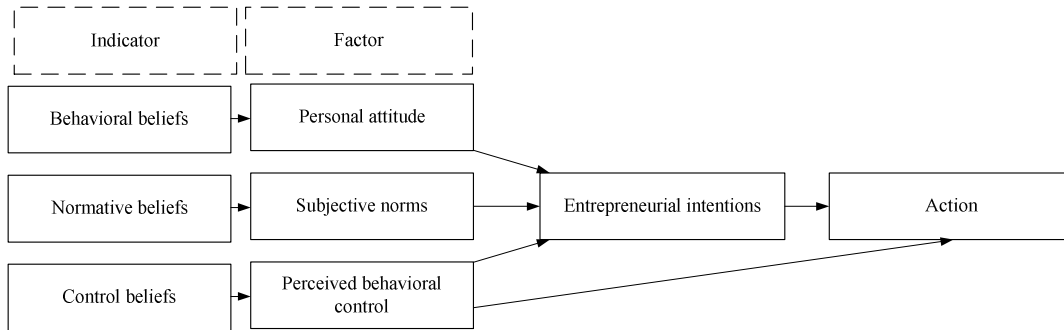 Indicator
Factor
Behavioral beliefs
Personal attitude
Normative beliefs
Subjective norms
Entrepreneurial intentions
Action
Control beliefs
Perceived behavioral
control